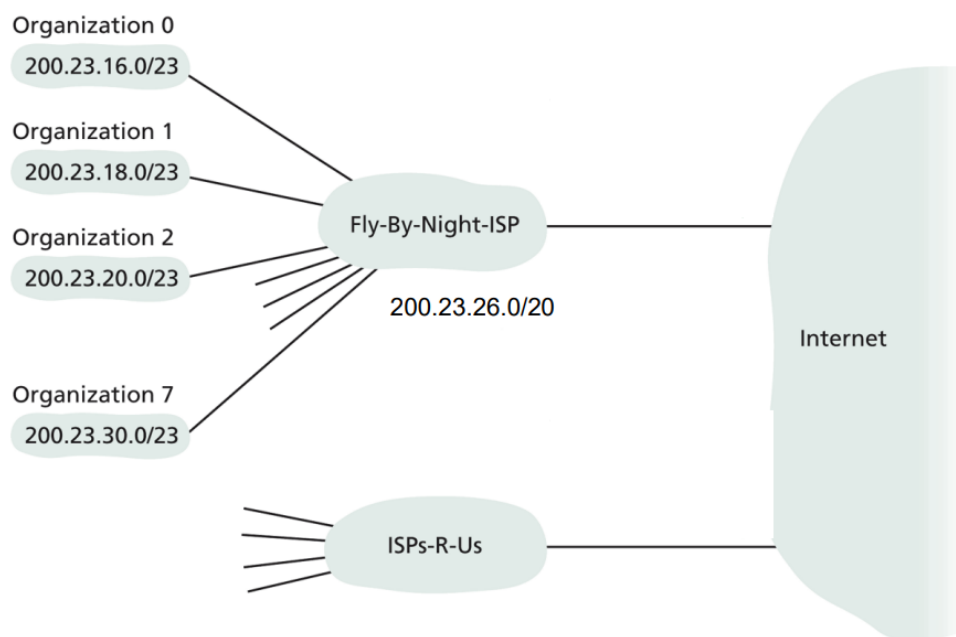 Organization 0
200.23.16.0/23
Organization 1
200.23.18.0/23
Fly-By-Night-ISP
Organization 2
200.23.20.0/23
200.23.26.0/20
Internet
Organization 7
200.23.30.0/23
ISPs-R-Us